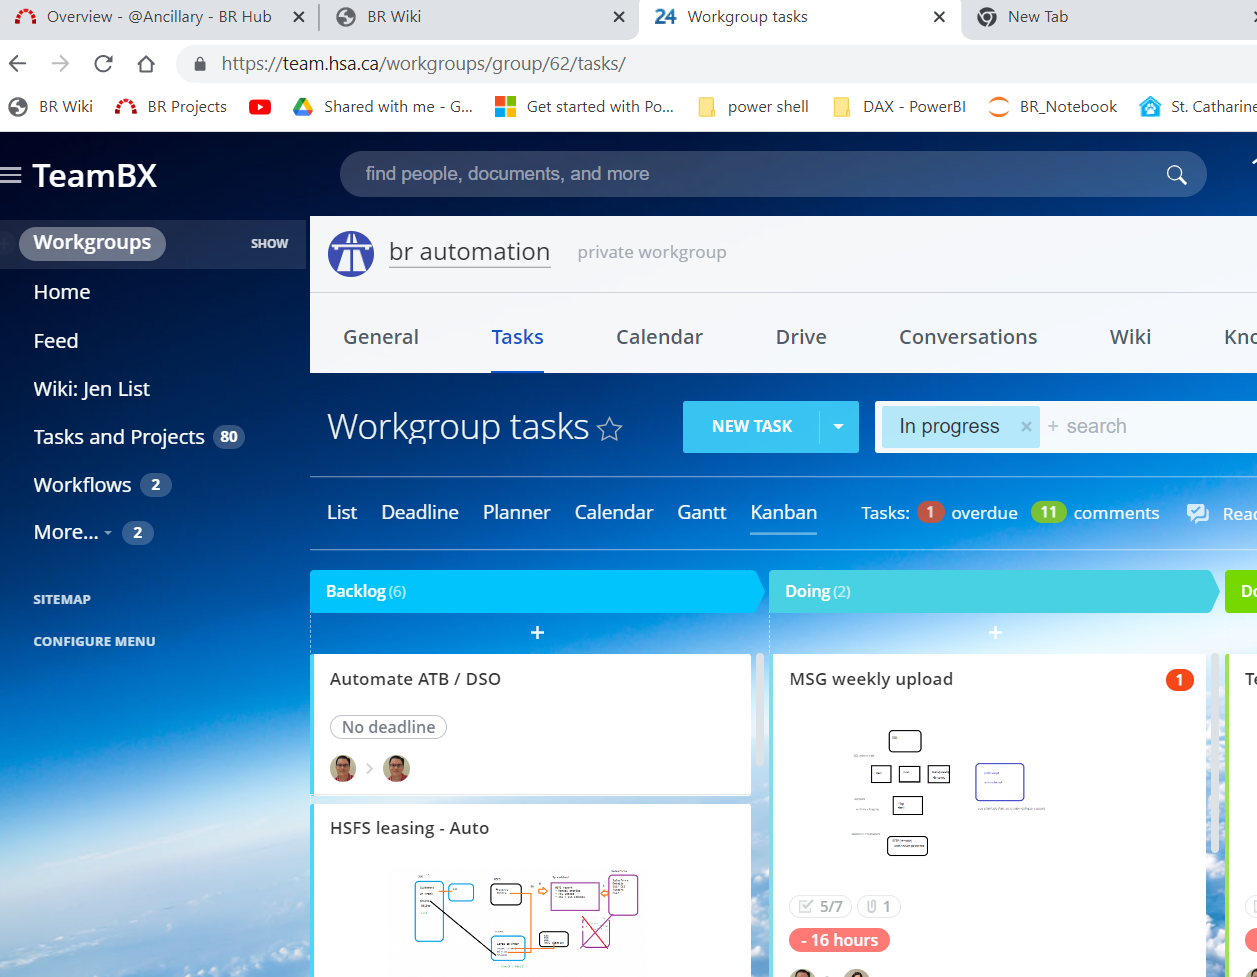 Overview - @Ancillary - BR Hub
BR Wiki
24 Workgroup tasks
New Tab
https://team.hsa.ca/workgroups/group/62/tasks/
BR Wiki
BR Projects
Shared with me - G...
Get started with Po...
power shell
DAX - PowerBI
BR_Notebook
St. Catharine
TeamBX
find people, documents, and more
Workgroups
SHOW
Home
Feed
Wiki: Jen List
Tasks and Projects 80
Workflows 2
More... 2
SITEMAP
CONFIGURE MENU
br automation
private workgroup
General
Tasks
Calendar
Drive
Conversations
Wiki
Kno
Workgroup tasks
NEW TASK
In progress ×
+ search
List
Deadline
Planner
Calendar
Gantt
Kanban
Tasks: 1 overdue 11 comments
Reac
Backlog (6)
Doing (2)
Do
+
+
Automate ATB / DSO
No deadline
HSFS leasing - Auto
MSG weekly upload
1
5/7
1
- 16 hours
Te